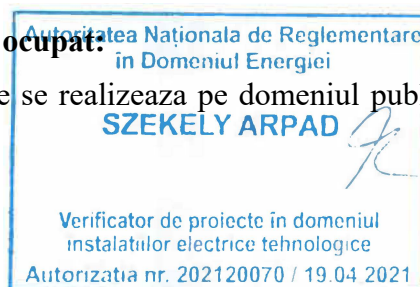 Autoritatea Naționala de Reglementare
ocupat:
în Domeniul Energiei
e se realizeaza pe domeniul pub
SZEKELY ARPAD
Verificator de proiecte în domeniul
instalatiilor electrice tehnologice
Autorizatia nr. 202120070 / 19.04.2021